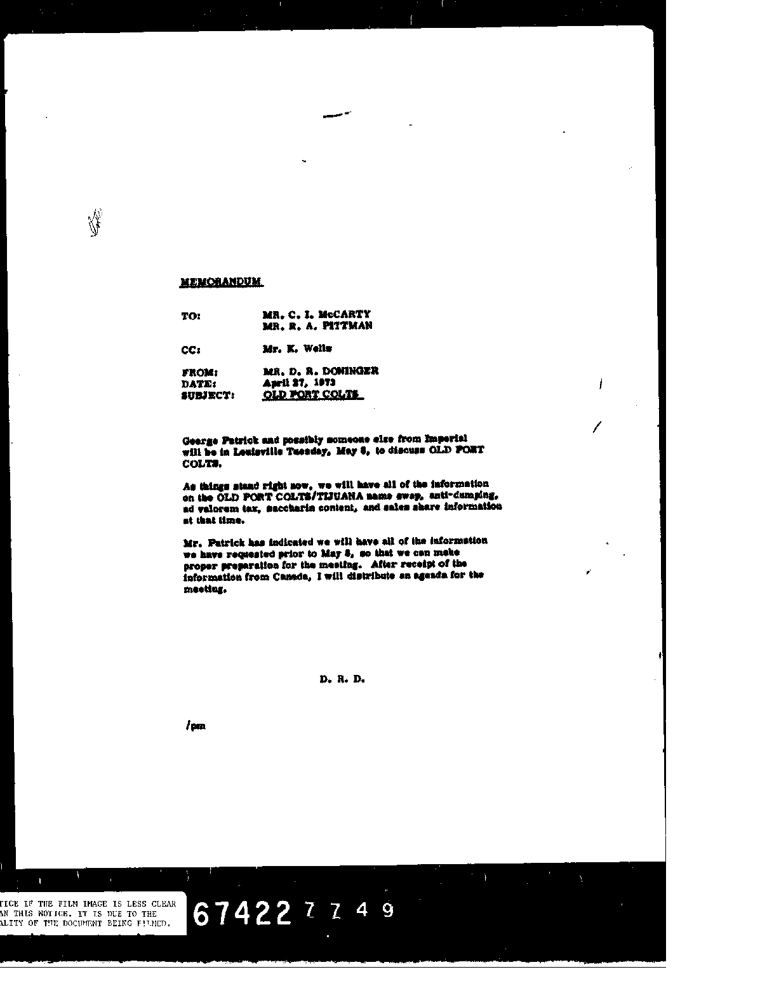 MEMORANDUM
TO: MR. C. I. McCARTY
MR. R. A. PITTMAN
CC: Mr. K. Wells
FROM: MR. D. R. DONINGER
DATE: April 27, 1973
SUBJECT: OLD PORT COLTS
George Patrick and possibly someone else from Imperial
will be in Louisville Tuesday, May 8, to discuss OLD PORT
COLTS.
As things stand right now, we will have all of the information
on the OLD PORT COLTS/TIJUANA name swap, anti-dumping,
ad valorem tax, saccharin content, and sales share information
at that time.
Mr. Patrick has indicated we will have all of the information
we have requested prior to May 8, so that we can make
proper preparation for the meeting. After receipt of the
information from Canada, I will distribute an agenda for the
meeting.
D. R. D.
/pm
TICE IF THE FILM IMAGE IS LESS CLEAR
AN THIS NOTICE. IT IS DUE TO THE
ALITY OF THE DOCUMENT BEING FILMED.
67422 7749